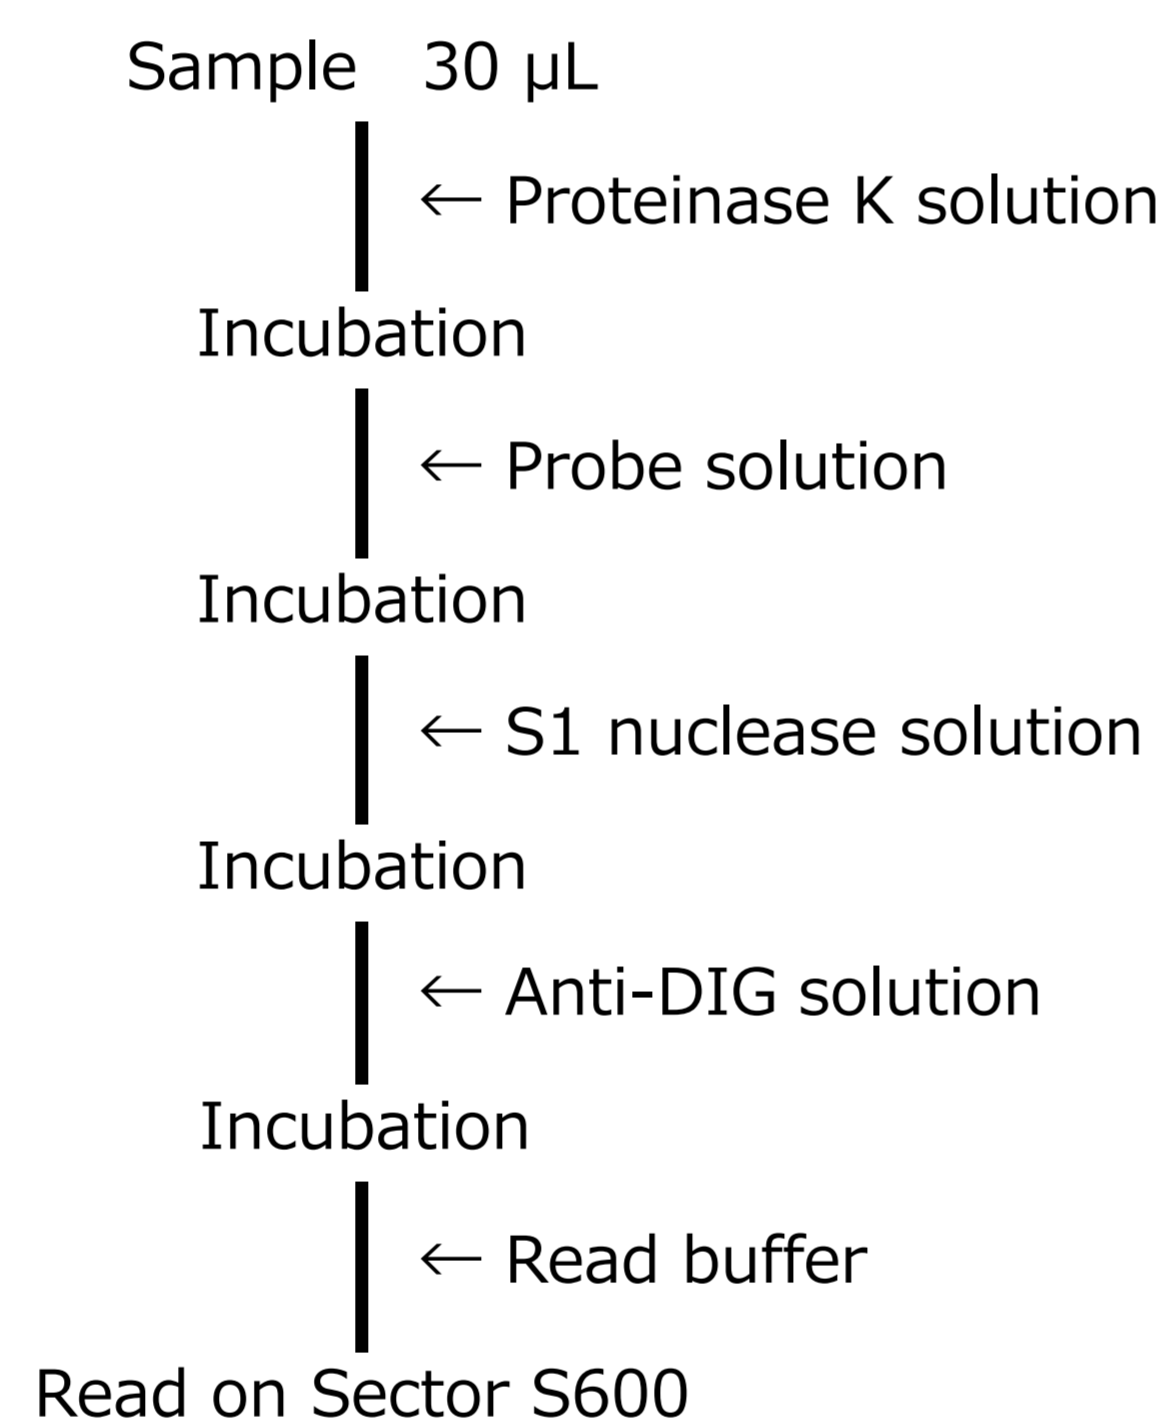 Sample 30 µL
← Proteinase K solution
Incubation
← Probe solution
Incubation
← S1 nuclease solution
Incubation
← Anti-DIG solution
Incubation
← Read buffer
Read on Sector S600